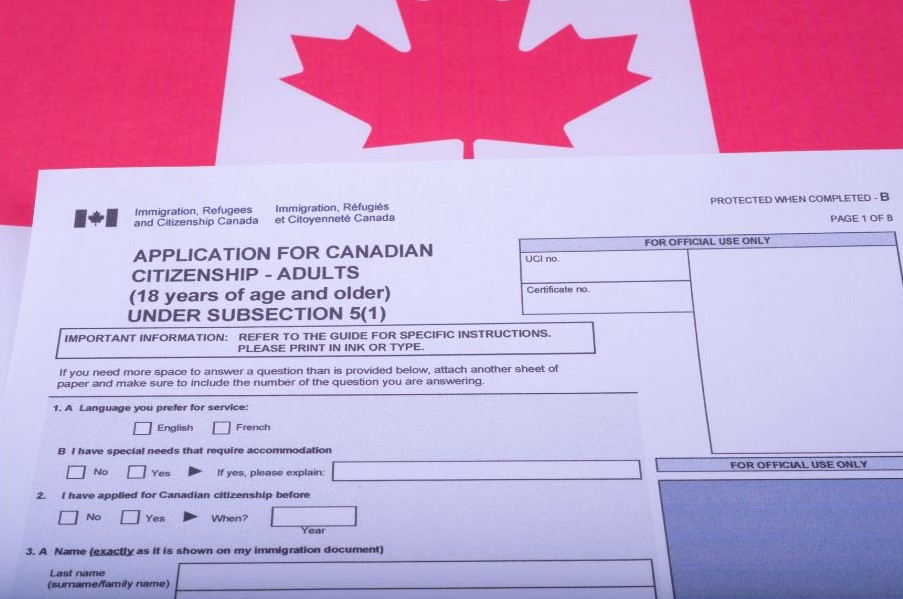 Immigration, Refugees
and Citizenship Canada
Immigration, Réfugiés
et Citoyenneté Canada
PROTECTED WHEN COMPLETED - B
PAGE 1 OF 8
APPLICATION FOR CANADIAN
CITIZENSHIP - ADULTS
(18 years of age and older)
UNDER SUBSECTION 5(1)
FOR OFFICIAL USE ONLY
UCI no.
Certificate no.
IMPORTANT INFORMATION: REFER TO THE GUIDE FOR SPECIFIC INSTRUCTIONS.
PLEASE PRINT IN INK OR TYPE.
If you need more space to answer a question than is provided below, attach another sheet of
paper and make sure to include the number of the question you are answering.
1. A Language you prefer for service:
English French
B I have special needs that require accommodation
No Yes If yes, please explain:
FOR OFFICIAL USE ONLY
2. I have applied for Canadian citizenship before
No Yes When?
Year
3. A Name (exactly as it is shown on my immigration document)
Last name
(surname/family name)